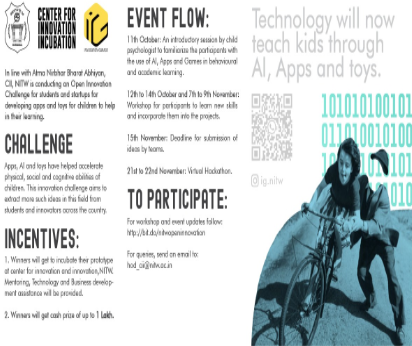 CENTER FOR
INNOVATION
INCUBATION
In line with Atma Nirbhar Bharat Abhiyan,
CII, NITW is conducting an Open Innovation
Challenge for students and startups for
developing apps and toys for children to help
in their learning.
CHALLENGE
Apps, AI and toys have helped accelerate
physical, social and cognitive abilities of
children. This innovation challenge aims to
extract more such ideas in this field from
students and innovators across the country.
INCENTIVES:
1. Winners will get to incubate their prototype
at center for innovation and innovation,NITW.
Mentoring, Technology and Business develop-
ment assistance will be provided.
2. Winners will get cash prize of up to 1 Lakh.
EVENT FLOW:
11th October: An introductory session by child
psychologist to familiarize the participants with
the use of AI, Apps and Games in behavioural
and academic learning.
12th to 14th October and 7th to 9th November:
Workshop for participants to learn new skills
and incorporate them into the projects.
15th November: Deadline for submission of
ideas by teams.
21st to 22nd November: Virtual Hackathon.
TO PARTICIPATE:
For workshop and event updates follow:
http://bit.do/nitwopeninnovation
For queries, send an email to:
hod_cii@nitw.ac.in
Technology will now
teach kids through
AI, Apps and toys.
101010100101
ig.nitw